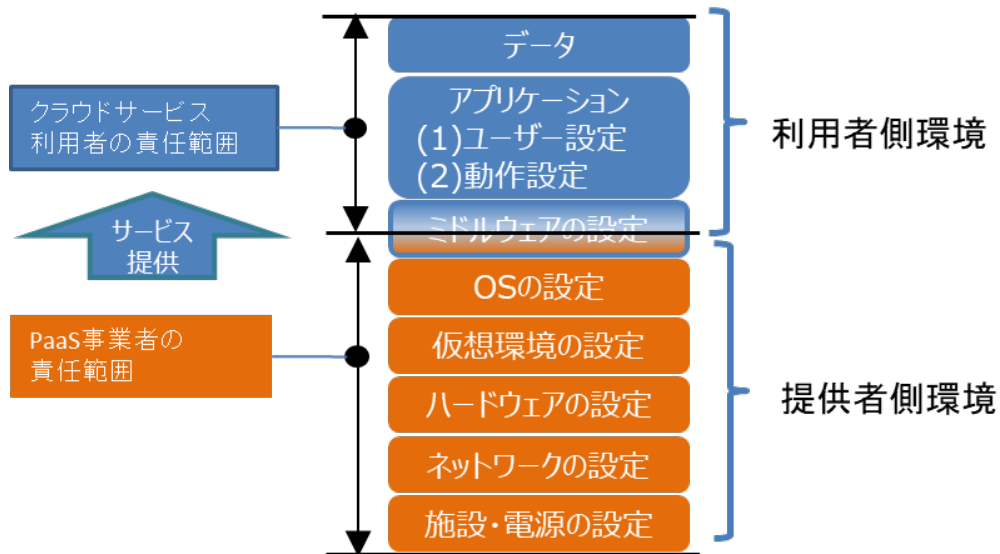 データ
クラウドサービス
利用者の責任範囲
アプリケーション
(1)ユーザー設定
(2)動作設定
利用者側環境
ミドルウェアの設定
サービス
提供
OSの設定
PaaS事業者の
責任範囲
仮想環境の設定
ハードウェアの設定
提供者側環境
ネットワークの設定
施設・電源の設定